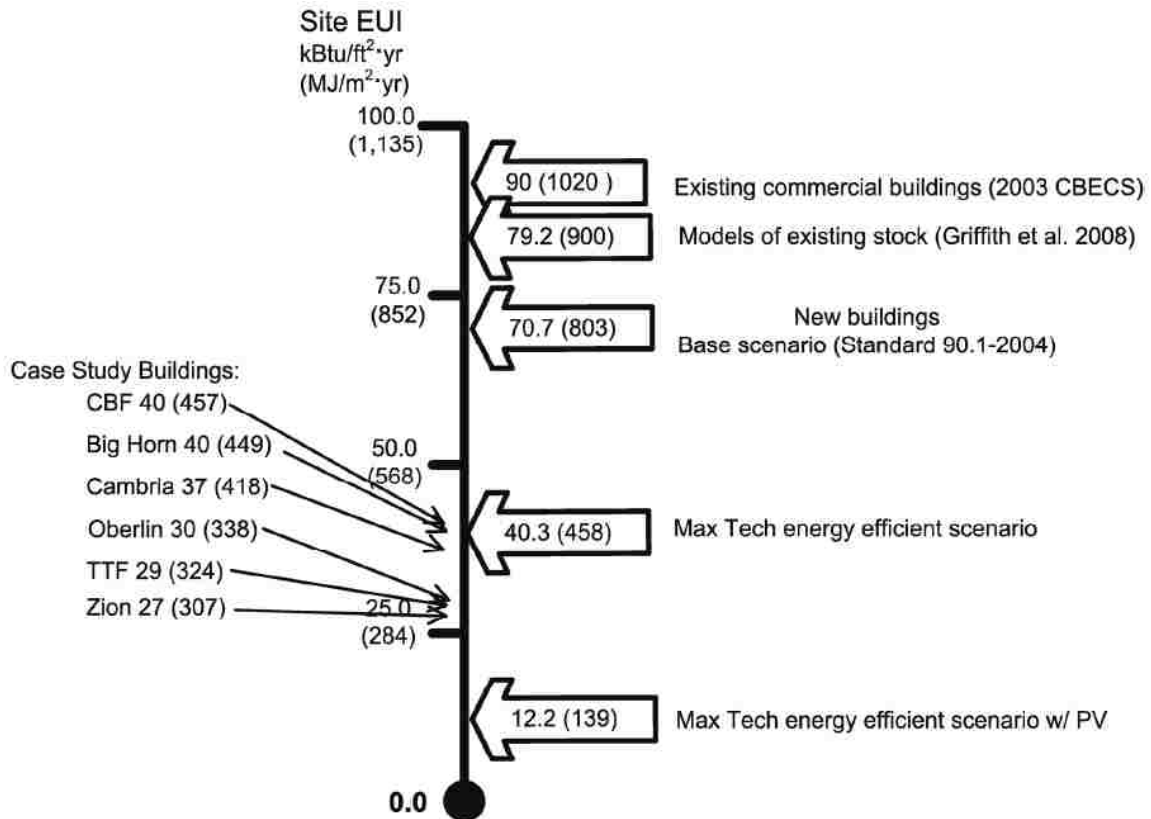 Site EUI
kBtu/ft²·yr
(MJ/m²·yr)
100.0
(1,135)
90 (1020 )
Existing commercial buildings (2003 CBECS)
79.2 (900)
Models of existing stock (Griffith et al. 2008)
75.0
(852)
70.7 (803)
New buildings
Base scenario (Standard 90.1-2004)
Case Study Buildings:
CBF 40 (457)
Big Horn 40 (449)
Cambria 37 (418)
Oberlin 30 (338)
TTF 29 (324)
Zion 27 (307)
50.0
(568)
40.3 (458)
Max Tech energy efficient scenario
25.0
(284)
12.2 (139)
Max Tech energy efficient scenario w/ PV
0.0